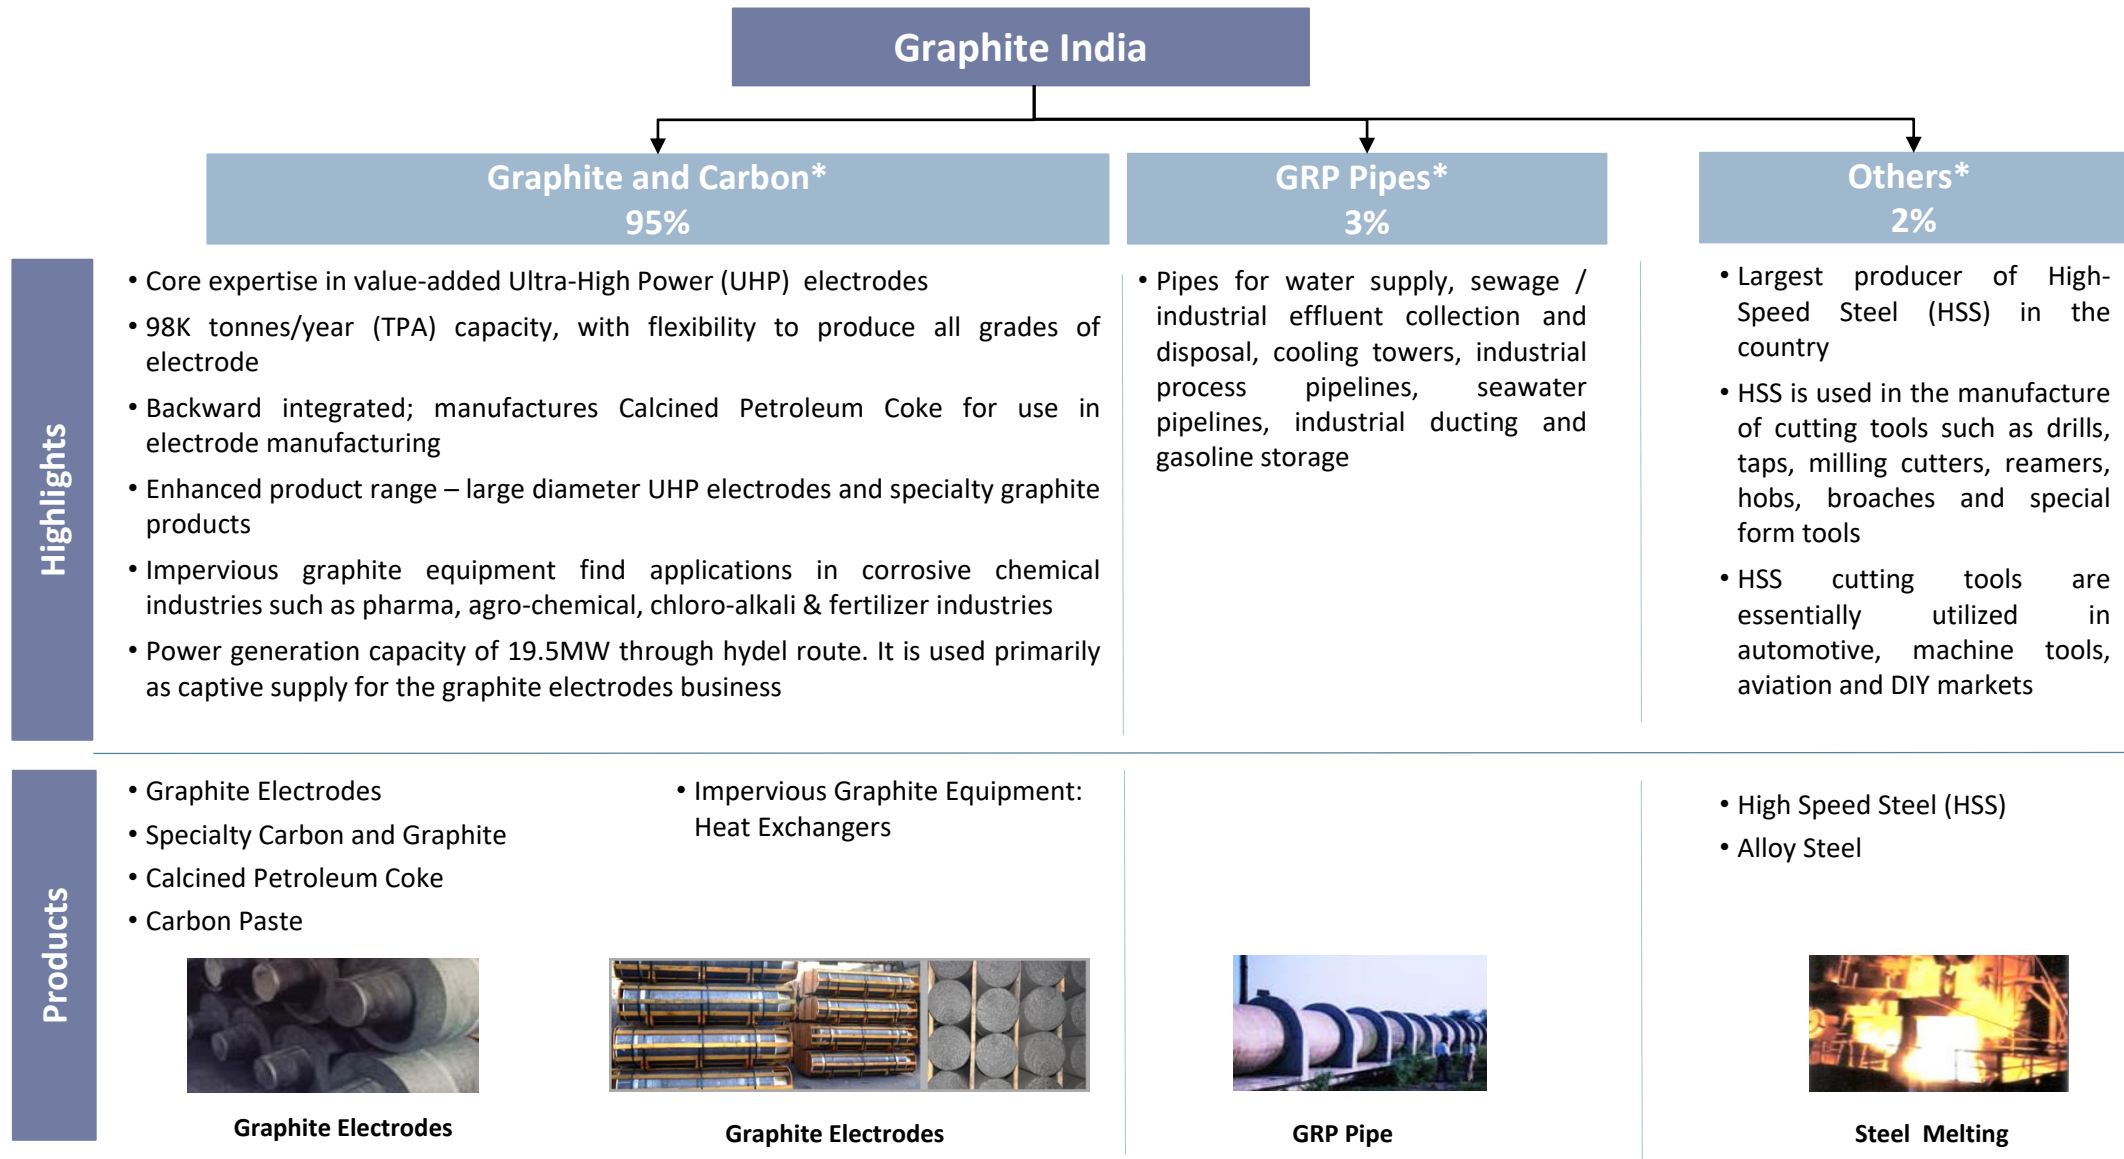 Graphite India
Graphite and Carbon*
95%
GRP Pipes*
3%
Others*
2%
Highlights
• Core expertise in value-added Ultra-High Power (UHP) electrodes
• 98K tonnes/year (TPA) capacity, with flexibility to produce all grades of
electrode
• Backward integrated; manufactures Calcined Petroleum Coke for use in
electrode manufacturing
• Enhanced product range – large diameter UHP electrodes and specialty graphite
products
• Impervious graphite equipment find applications in corrosive chemical
industries such as pharma, agro-chemical, chloro-alkali & fertilizer industries
• Power generation capacity of 19.5MW through hydel route. It is used primarily
as captive supply for the graphite electrodes business
• Pipes for water supply, sewage /
industrial effluent collection and
disposal, cooling towers, industrial
process pipelines, seawater
pipelines, industrial ducting and
gasoline storage
• Largest producer of High-
Speed Steel (HSS) in the
country
• HSS is used in the manufacture
of cutting tools such as drills,
taps, milling cutters, reamers,
hobs, broaches and special
form tools
• HSS cutting tools are
essentially utilized in
automotive, machine tools,
aviation and DIY markets
Products
• Graphite Electrodes
• Specialty Carbon and Graphite
• Calcined Petroleum Coke
• Carbon Paste
• Impervious Graphite Equipment:
Heat Exchangers
• High Speed Steel (HSS)
• Alloy Steel
Graphite Electrodes
Graphite Electrodes
GRP Pipe
Steel Melting